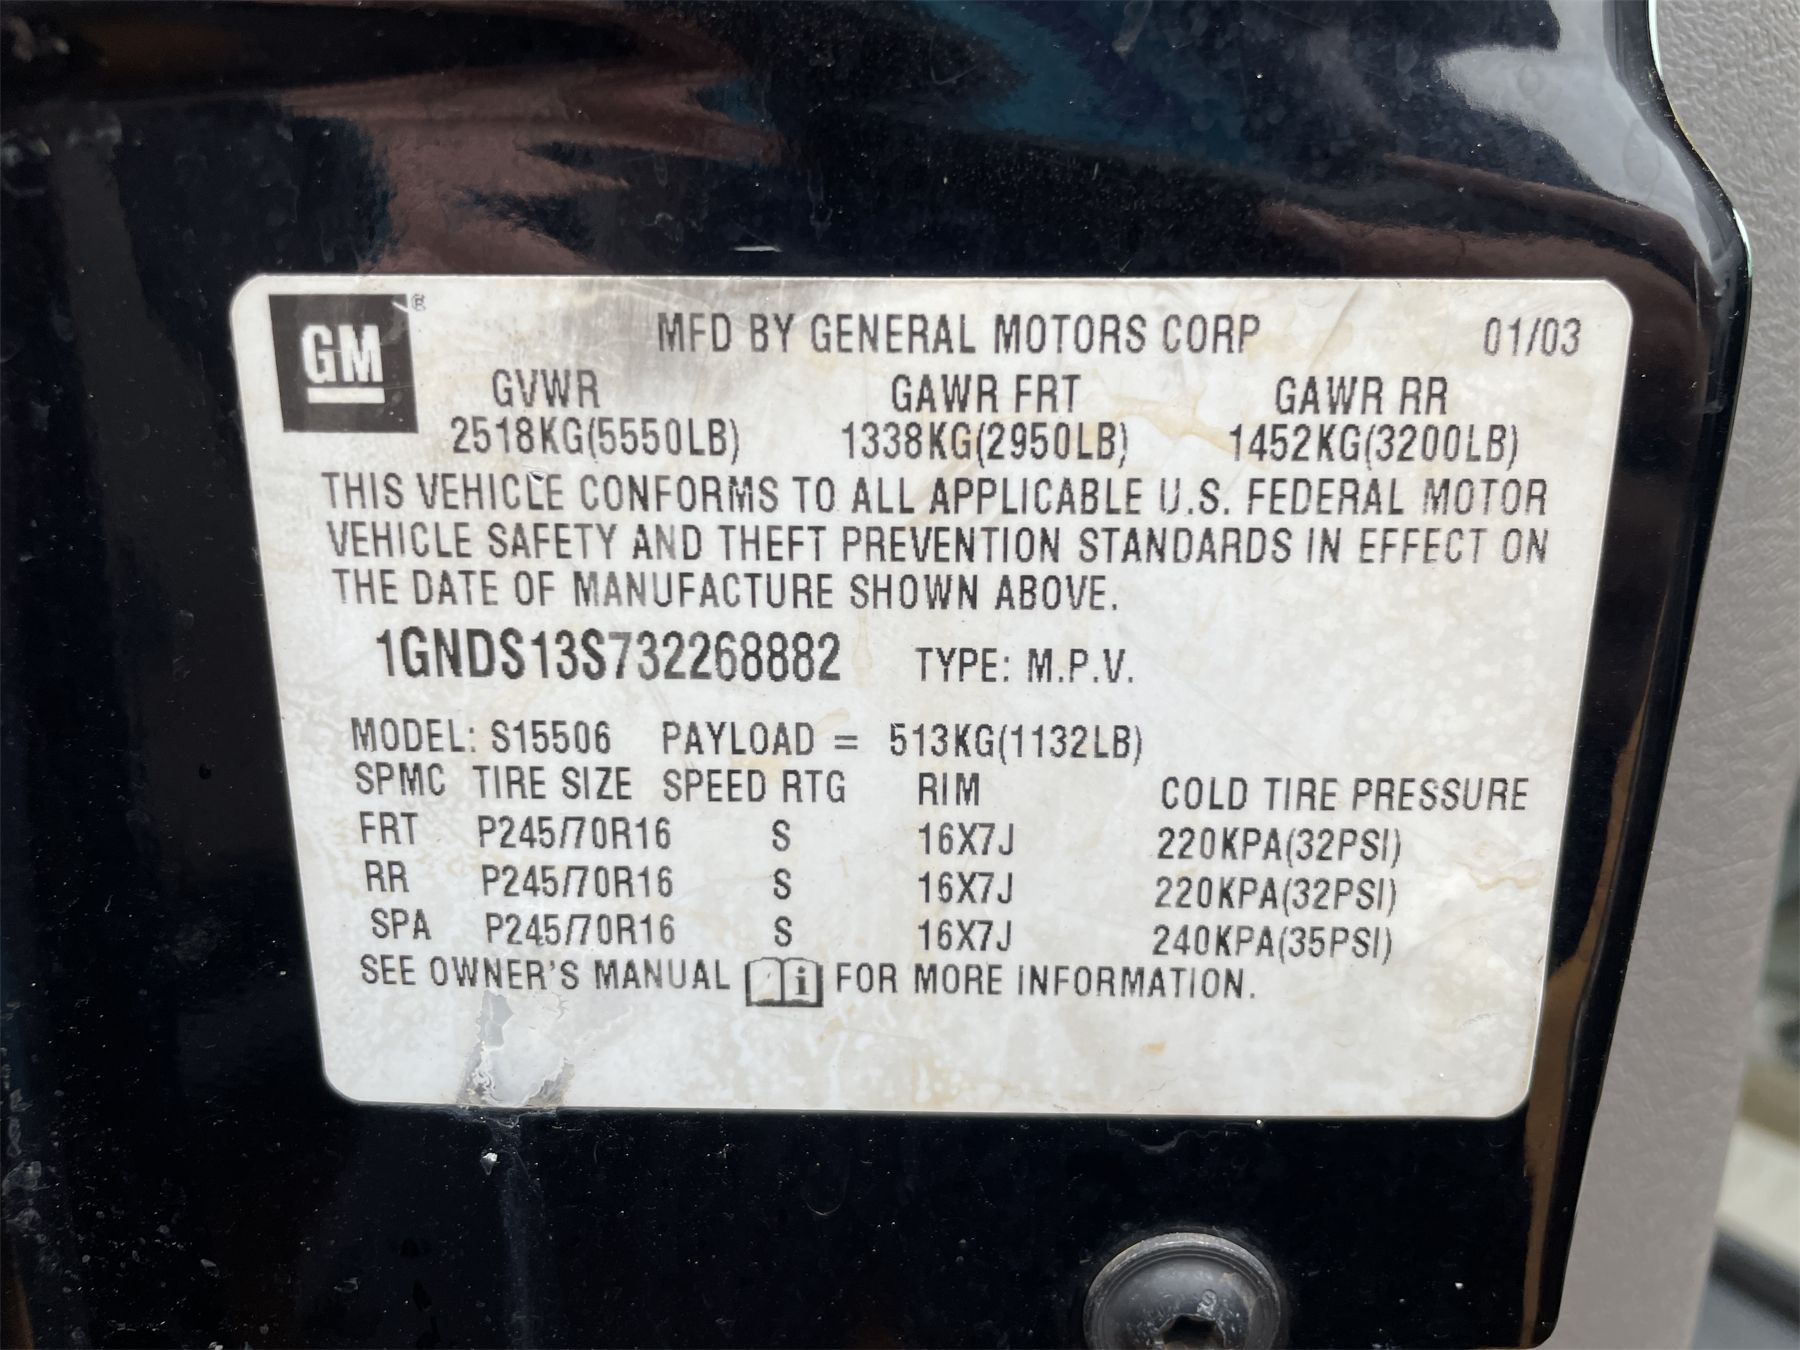 GM ®
MFD BY GENERAL MOTORS CORP 01/03
GVWR GAWR FRT GAWR RR
2518KG(5550LB) 1338KG(2950LB) 1452KG(3200LB)
THIS VEHICLE CONFORMS TO ALL APPLICABLE U.S. FEDERAL MOTOR
VEHICLE SAFETY AND THEFT PREVENTION STANDARDS IN EFFECT ON
THE DATE OF MANUFACTURE SHOWN ABOVE.
1GNDS13S732268882 TYPE: M.P.V.
MODEL: S15506 PAYLOAD = 513KG(1132LB)
SPMC TIRE SIZE SPEED RTG RIM COLD TIRE PRESSURE
FRT P245/70R16 S 16X7J 220KPA(32PSI)
RR P245/70R16 S 16X7J 220KPA(32PSI)
SPA P245/70R16 S 16X7J 240KPA(35PSI)
SEE OWNER'S MANUAL i FOR MORE INFORMATION.